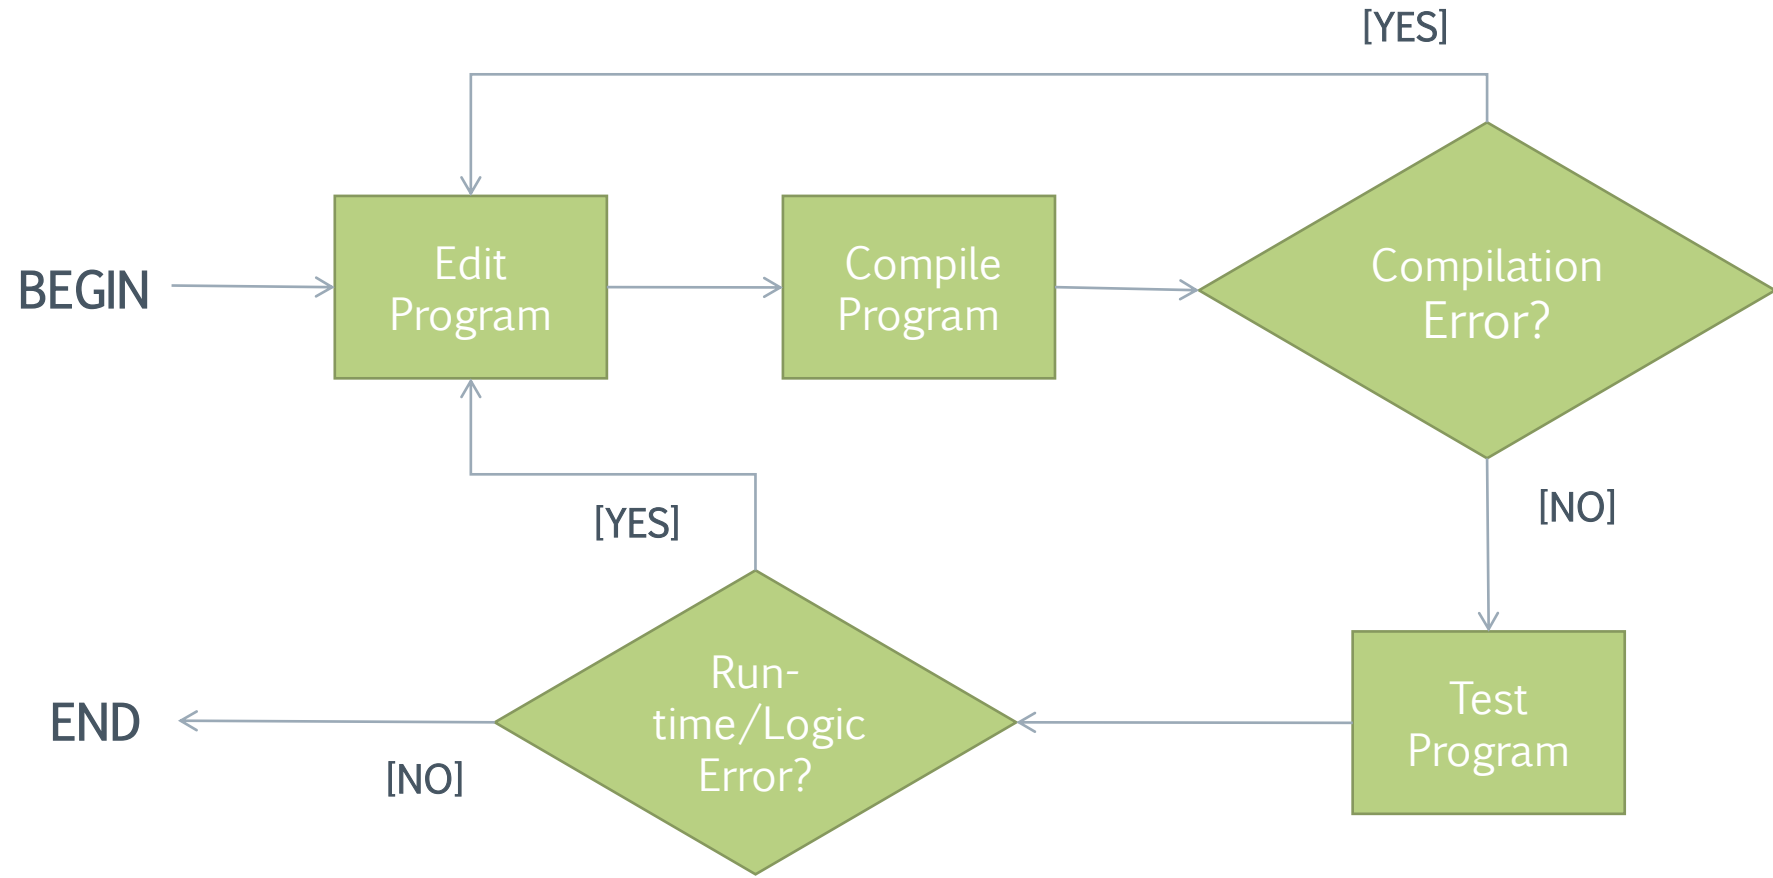 [YES]
BEGIN
Edit
Program
Compile
Program
Compilation
Error?
[NO]
[YES]
END
[NO]
Run-
time/Logic
Error?
Test
Program